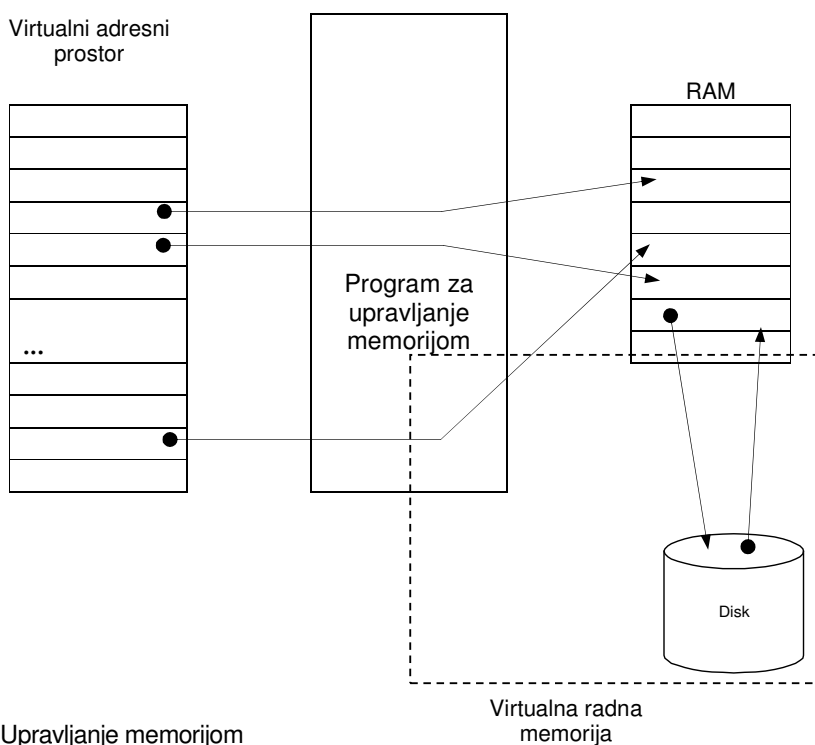 Virtualni adresni
prostor
RAM
Program za
upravljanje
memorijom
...
Disk
Virtualna radna
memorija
Upravljanje memorijom